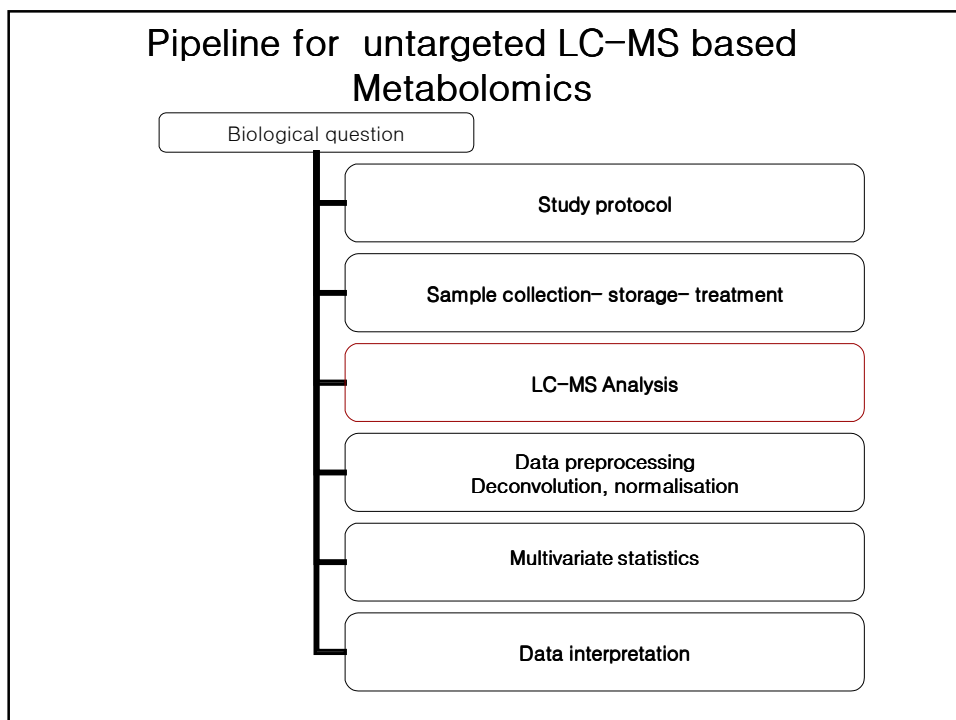 Pipeline for untargeted LC-MS based
Metabolomics
Biological question
Study protocol
Sample collection- storage- treatment
LC-MS Analysis
Data preprocessing
Deconvolution, normalisation
Multivariate statistics
Data interpretation